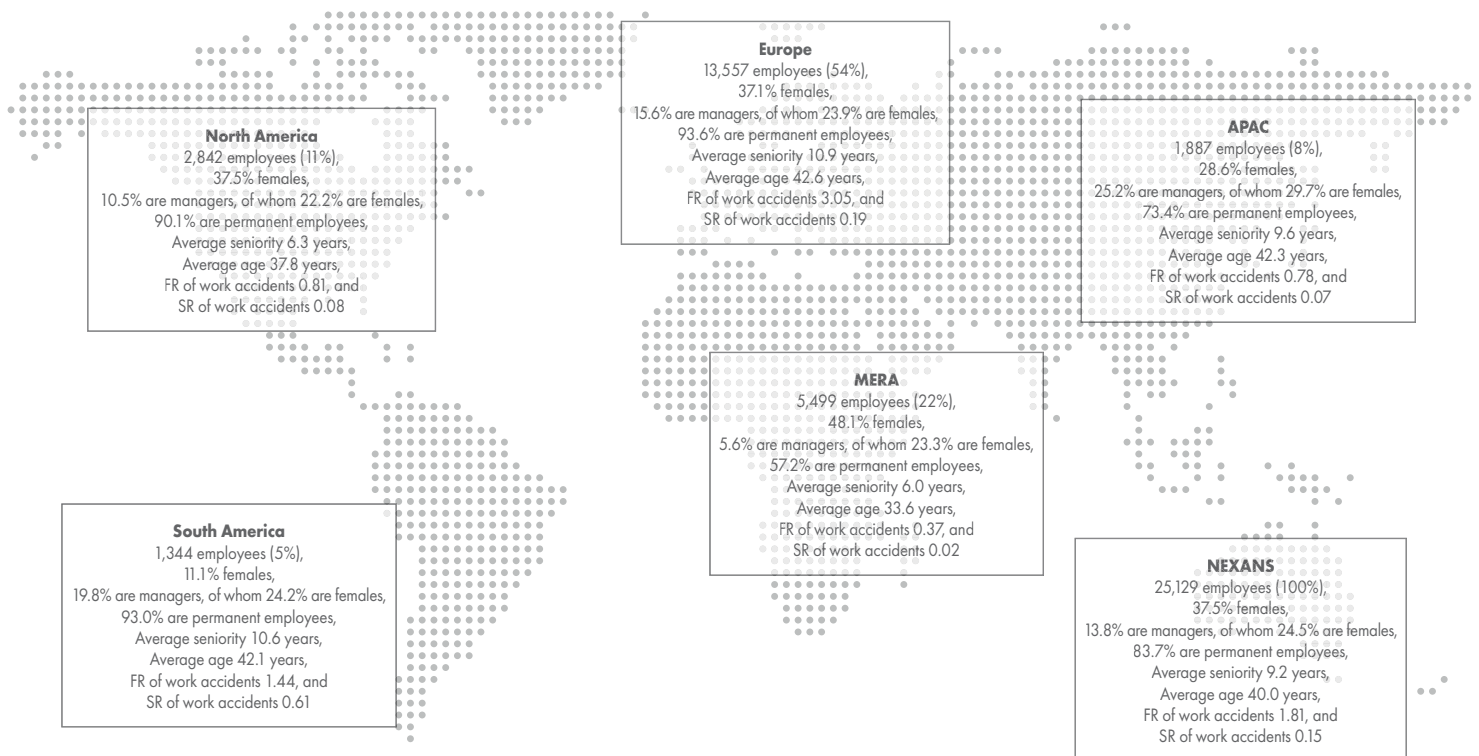 Europe
13,557 employees (54%),
37.1% females,
15.6% are managers, of whom 23.9% are females,
93.6% are permanent employees,
Average seniority 10.9 years,
Average age 42.6 years,
FR of work accidents 3.05, and
SR of work accidents 0.19
North America
2,842 employees (11%),
37.5% females,
10.5% are managers, of whom 22.2% are females,
90.1% are permanent employees,
Average seniority 6.3 years,
Average age 37.8 years,
FR of work accidents 0.81, and
SR of work accidents 0.08
APAC
1,887 employees (8%),
28.6% females,
25.2% are managers, of whom 29.7% are females,
73.4% are permanent employees,
Average seniority 9.6 years,
Average age 42.3 years,
FR of work accidents 0.78, and
SR of work accidents 0.07
MERA
5,499 employees (22%),
48.1% females,
5.6% are managers, of whom 23.3% are females,
57.2% are permanent employees,
Average seniority 6.0 years,
Average age 33.6 years,
FR of work accidents 0.37, and
SR of work accidents 0.02
South America
1,344 employees (5%),
11.1% females,
19.8% are managers, of whom 24.2% are females,
93.0% are permanent employees,
Average seniority 10.6 years,
Average age 42.1 years,
FR of work accidents 1.44, and
SR of work accidents 0.61
NEXANS
25,129 employees (100%),
37.5% females,
13.8% are managers, of whom 24.5% are females,
83.7% are permanent employees,
Average seniority 9.2 years,
Average age 40.0 years,
FR of work accidents 1.81, and
SR of work accidents 0.15